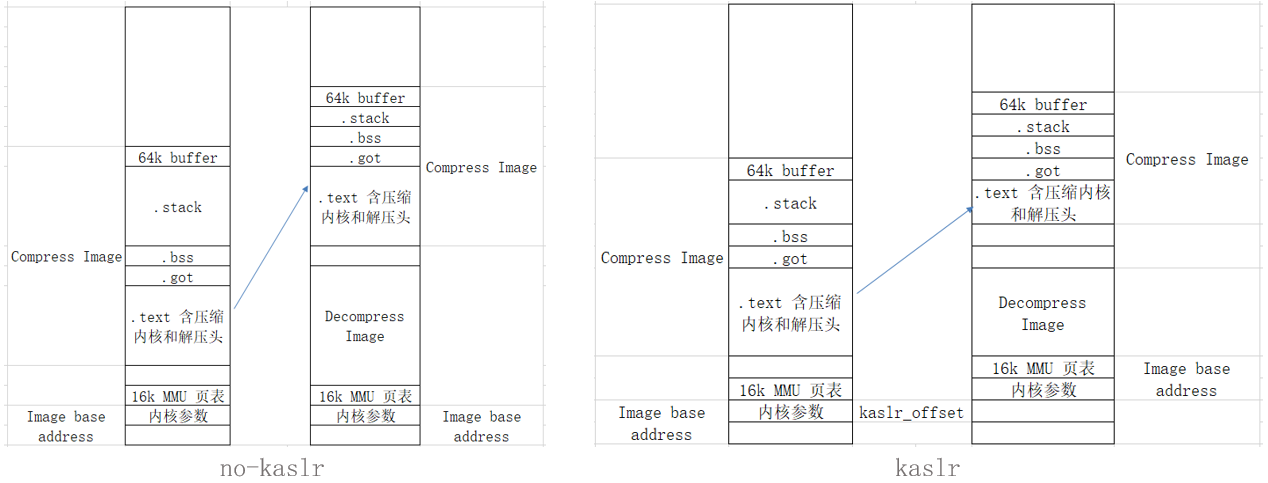 64k buffer
.stack
Compress Image
.bss
.got
.text 含压缩
内核和解压头
16k MMU 页表
Image base
address
内核参数
64k buffer
.stack
.bss
.got
Compress Image
.text 含压缩
内核和解压头
Decompress
Image
16k MMU 页表
内核参数
Image base
address
no-kaslr
64k buffer
.stack
.bss
Compress Image
.got
.text 含压缩
内核和解压头
16k MMU 页表
Image base
address
内核参数
kaslr_offset
64k buffer
.stack
.bss
Compress Image
.got
.text 含压缩内核
和解压头
Decompress
Image
16k MMU 页表
内核参数
Image base
address
kaslr